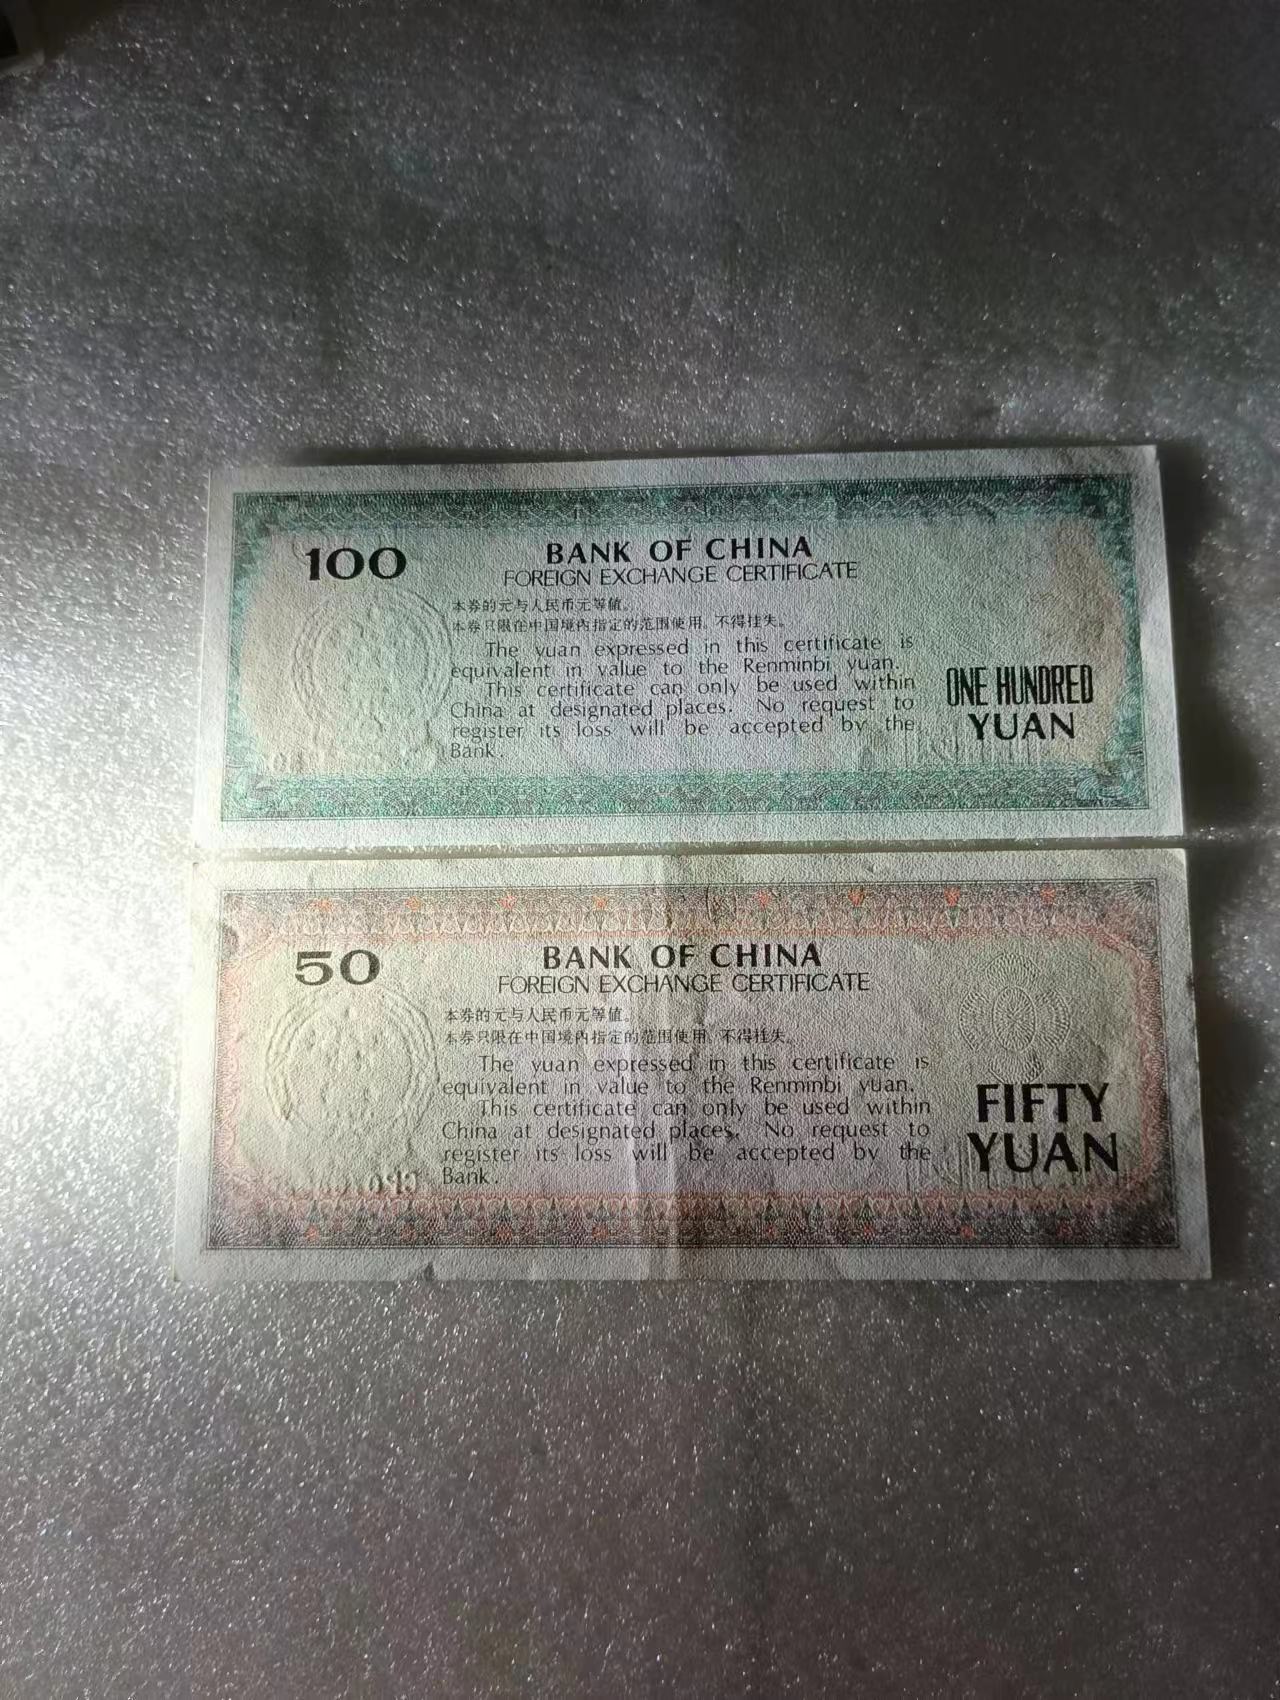 100
BANK OF CHINA
FOREIGN EXCHANGE CERTIFICATE
本券的元与人民币元等值。
本券只限在中国境内指定的范围使用,不得挂失。
The yuan expressed in this certificate is
equivalent in value to the Renminbi yuan.
This certificate can only be used within
China at designated places. No request to
register its loss will be accepted by the
Bank.
ONE HUNDRED
YUAN
50
BANK OF CHINA
FOREIGN EXCHANGE CERTIFICATE
本券的元与人民币元等值。
本券只限在中国境内指定的范围使用,不得挂失。
The yuan expressed in this certificate is
equivalent in value to the Renminbi yuan.
This certificate can only be used within
China at designated places. No request to
register its loss will be accepted by the
Bank.
FIFTY
YUAN